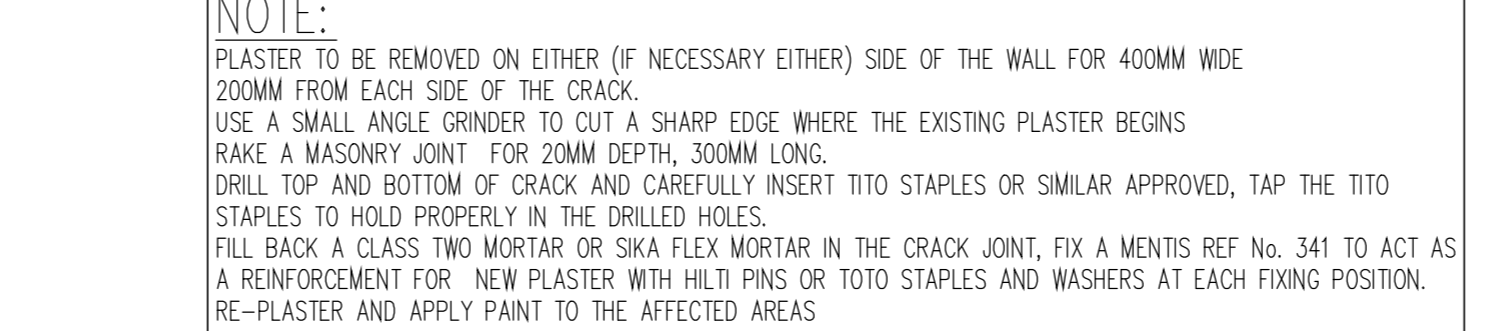 NOTE:
PLASTER TO BE REMOVED ON EITHER (IF NECESSARY EITHER) SIDE OF THE WALL FOR 400MM WIDE
200MM FROM EACH SIDE OF THE CRACK.
USE A SMALL ANGLE GRINDER TO CUT A SHARP EDGE WHERE THE EXISTING PLASTER BEGINS
RAKE A MASONRY JOINT FOR 20MM DEPTH, 300MM LONG.
DRILL TOP AND BOTTOM OF CRACK AND CAREFULLY INSERT TITO STAPLES OR SIMILAR APPROVED, TAP THE TITO
STAPLES TO HOLD PROPERLY IN THE DRILLED HOLES.
FILL BACK A CLASS TWO MORTAR OR SIKA FLEX MORTAR IN THE CRACK JOINT, FIX A MENTIS REF No. 341 TO ACT AS
A REINFORCEMENT FOR NEW PLASTER WITH HILTI PINS OR TOTO STAPLES AND WASHERS AT EACH FIXING POSITION.
RE-PLASTER AND APPLY PAINT TO THE AFFECTED AREAS